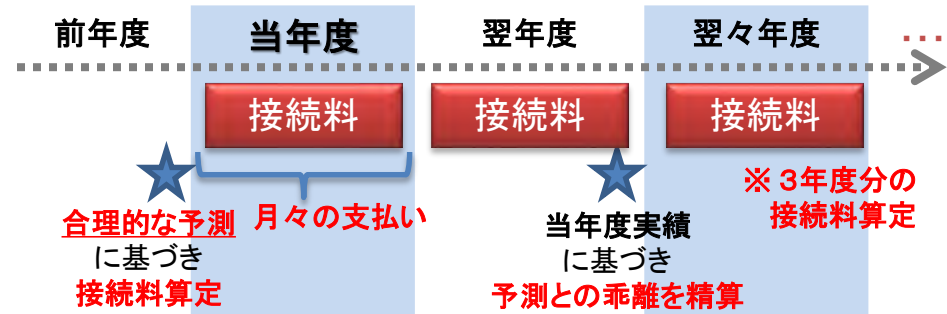 前年度
当年度
翌年度
翌々年度
…
接続料
接続料
接続料
合理的な予測
に基づき
接続料算定
月々の支払い
当年度実績
に基づき
予測との乖離を精算
※３年度分の
接続料算定